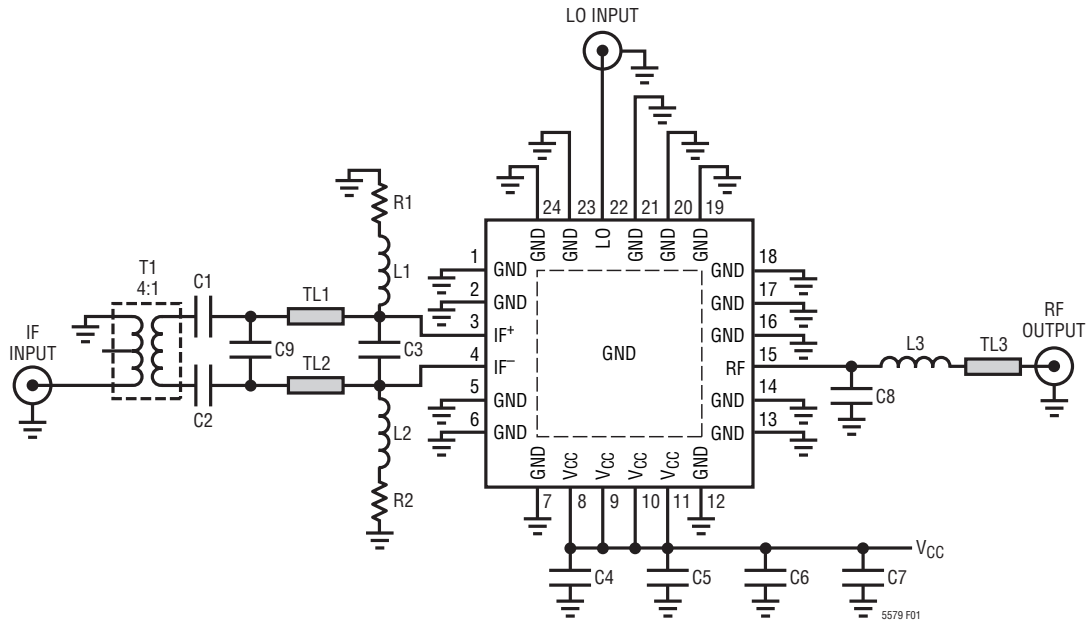 LO INPUT
24 23 22 21 20 19
GND GND LO GND GND GND
R1
L1
T1
4:1
C1
TL1
IF
INPUT
C9
C3
TL2
C2
L2
R2
1 GND
2 GND
3 IF+
4 IF−
5 GND
6 GND
GND
18 GND
17 GND
16 GND
15 RF
14 GND
13 GND
L3
TL3
RF
OUTPUT
C8
GND VCC VCC VCC VCC GND
7 8 9 10 11 12
VCC
C4
C5
C6
C7
5579 F01